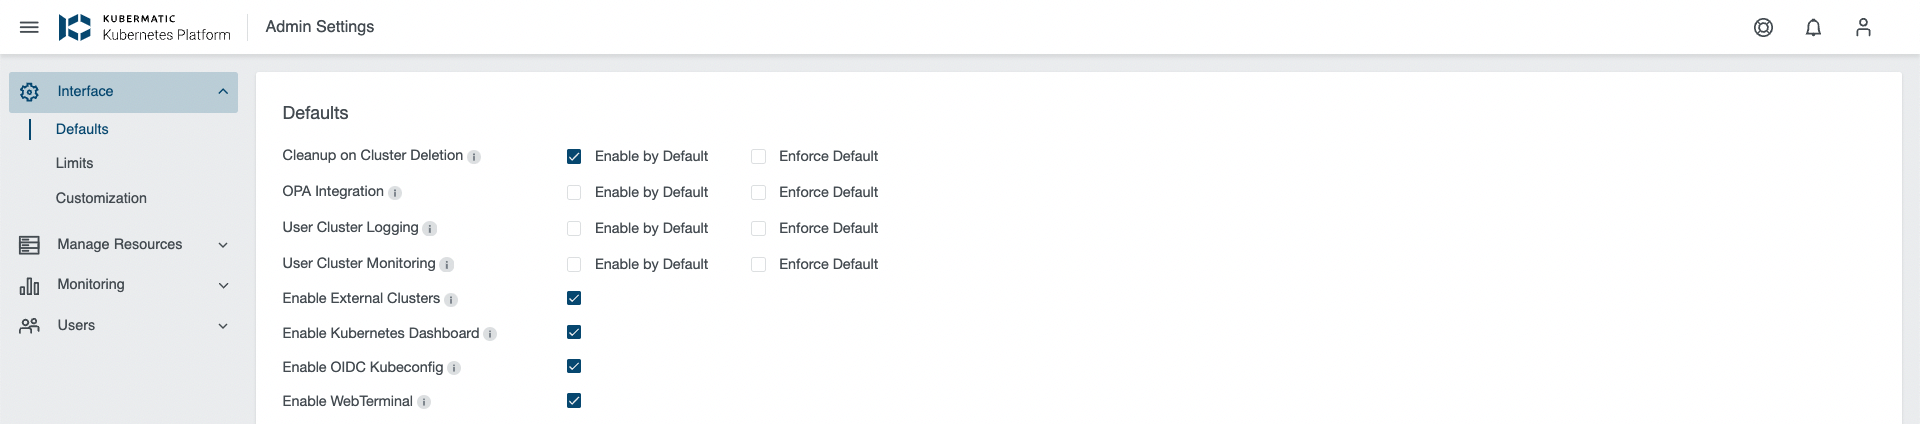 KUBERMATIC
Kubernetes Platform
Admin Settings
Interface
Defaults
Limits
Customization
Manage Resources
Monitoring
Users
Defaults
Cleanup on Cluster Deletion i Enable by Default Enforce Default
OPA Integration i Enable by Default Enforce Default
User Cluster Logging i Enable by Default Enforce Default
User Cluster Monitoring i Enable by Default Enforce Default
Enable External Clusters i
Enable Kubernetes Dashboard i
Enable OIDC Kubeconfig i
Enable WebTerminal i